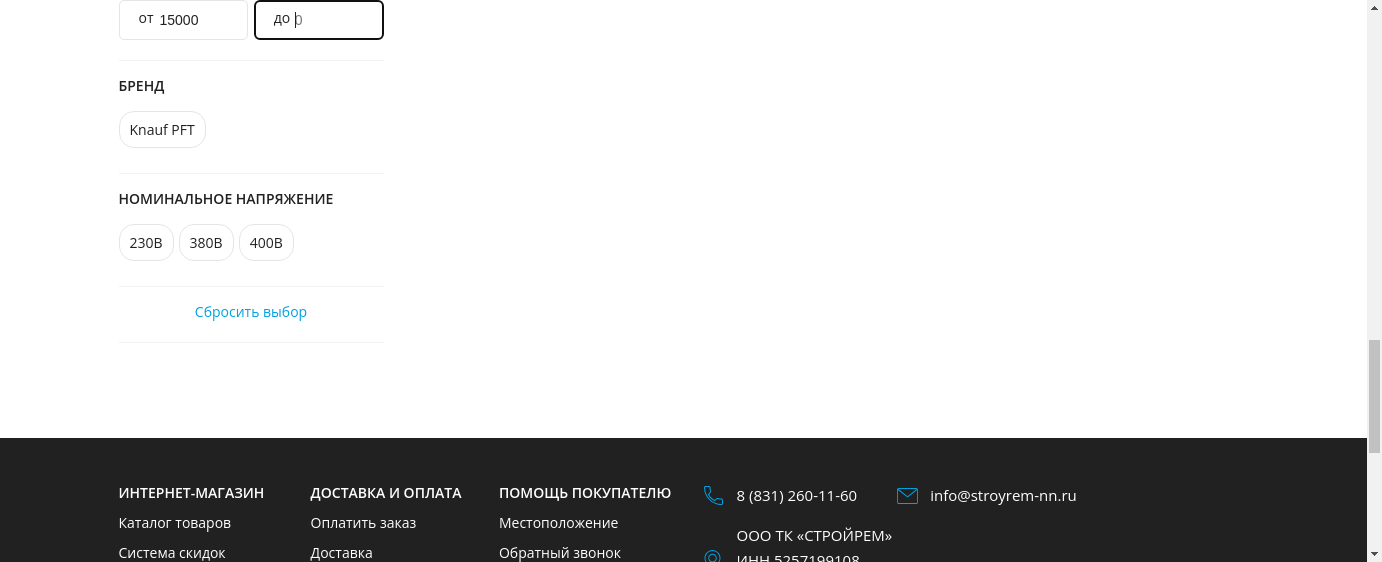 от 15000 до р
БРЕНД
Knauf PFT
НОМИНАЛЬНОЕ НАПРЯЖЕНИЕ
230В 380В 400В
Сбросить выбор
ИНТЕРНЕТ-МАГАЗИН ДОСТАВКА И ОПЛАТА ПОМОЩЬ ПОКУПАТЕЛЮ 8 (831) 260-11-60 info@stroyrem-nn.ru
Каталог товаров Оплатить заказ Местоположение
ООО ТК «СТРОЙРЕМ»
Система скидок Доставка Обратный звонок
ИНН 5257199108